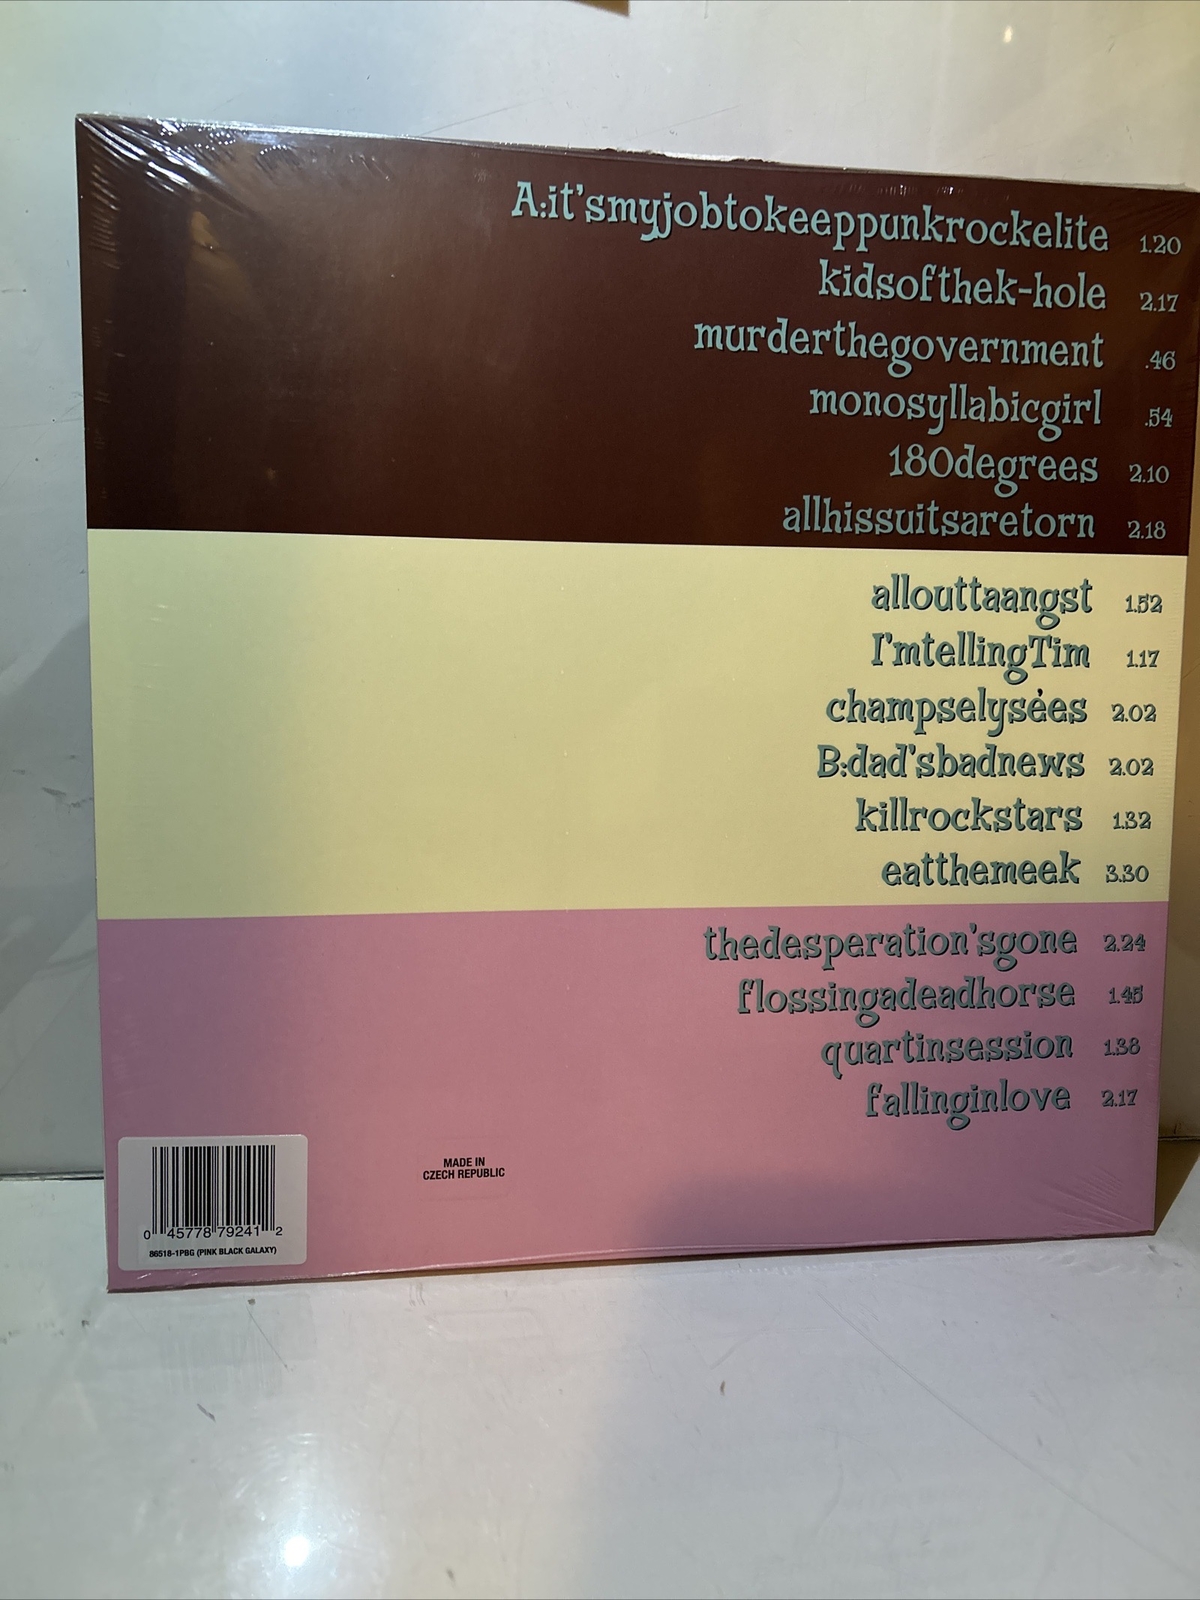 A:it'smyjobtokeeppunkrockelite 1.20
kidsofthek-hole 2.17
murderthegovernment .46
monosyllabicgirl .54
180degrees 2.10
allhissuitsaretorn 2.18
allouttaangst 1.52
I'mtellingTim 1.17
champselysées 2.02
B:dad'sbadnews 2.02
killrockstars 1.32
eatthemeek 3.30
thedesperation'sgone 2.24
flossingadeadhorse 1.45
quartinsession 1.38
fallinginlove 2.17
MADE IN
CZECH REPUBLIC
0 45778 79241 2
86518-1PBG (PINK BLACK GALAXY)